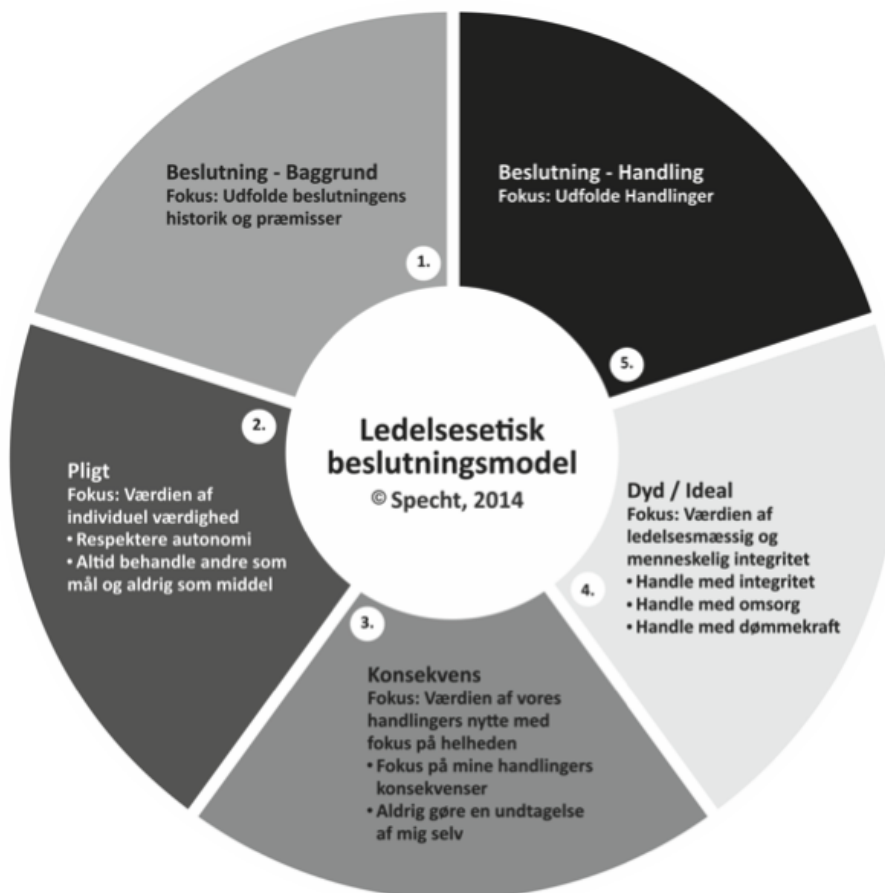 Ledelsesetisk
beslutningsmodel
© Specht, 2014
Beslutning - Baggrund
Fokus: Udfolde beslutningens
historik og præmisser
1.
2.
Pligt
Fokus: Værdien af
individuel værdighed
• Respektere autonomi
• Altid behandle andre som
mål og aldrig som middel
3.
Konsekvens
Fokus: Værdien af vores
handlingers nytte med
fokus på helheden
• Fokus på mine handlingers
konsekvenser
• Aldrig gøre en undtagelse
af mig selv
Dyd / Ideal
Fokus: Værdien af
ledelsesmæssig og
menneskelig integritet
4.
• Handle med integritet
• Handle med omsorg
• Handle med dømmekraft
Beslutning - Handling
Fokus: Udfolde Handlinger
5.